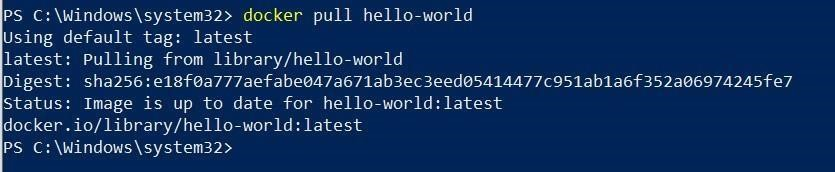 PS C:\Windows\system32> docker pull hello-world
Using default tag: latest
latest: Pulling from library/hello-world
Digest: sha256:e18f0a777aefabe047a671ab3ec3eed05414477c951ab1a6f352a06974245fe7
Status: Image is up to date for hello-world:latest
docker.io/library/hello-world:latest
PS C:\Windows\system32>